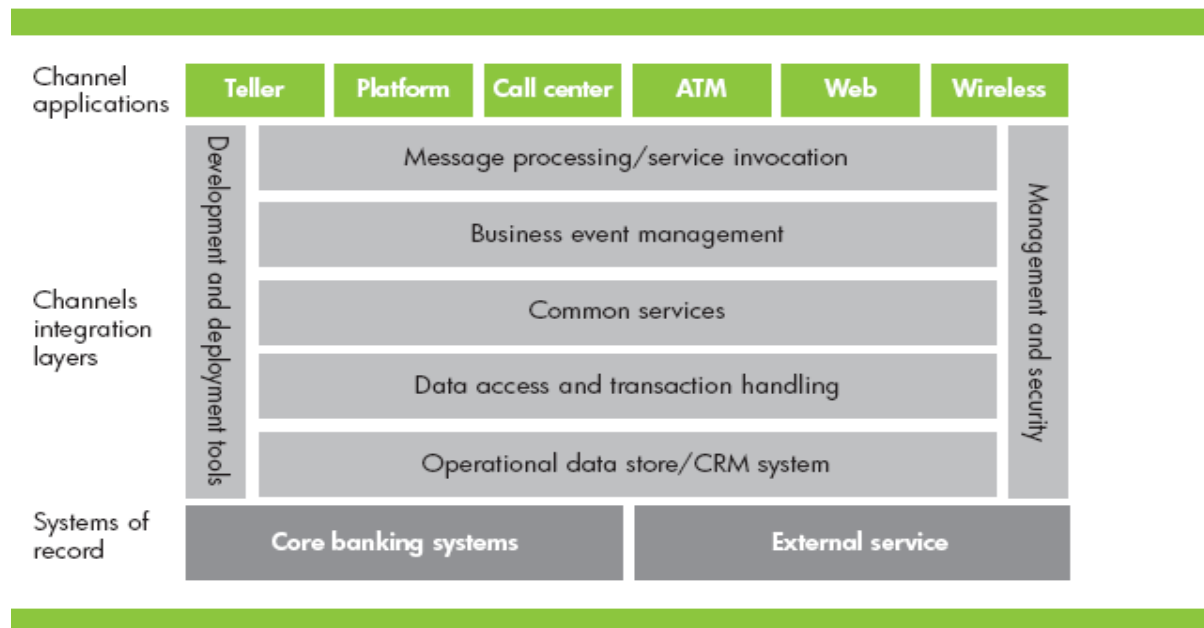 Channel
applications
Teller
Platform
Call center
ATM
Web
Wireless
Development and deployment tools
Message processing/service invocation
Business event management
Common services
Data access and transaction handling
Operational data store/CRM system
Management and security
Channels
integration
layers
Systems of
record
Core banking systems
External service